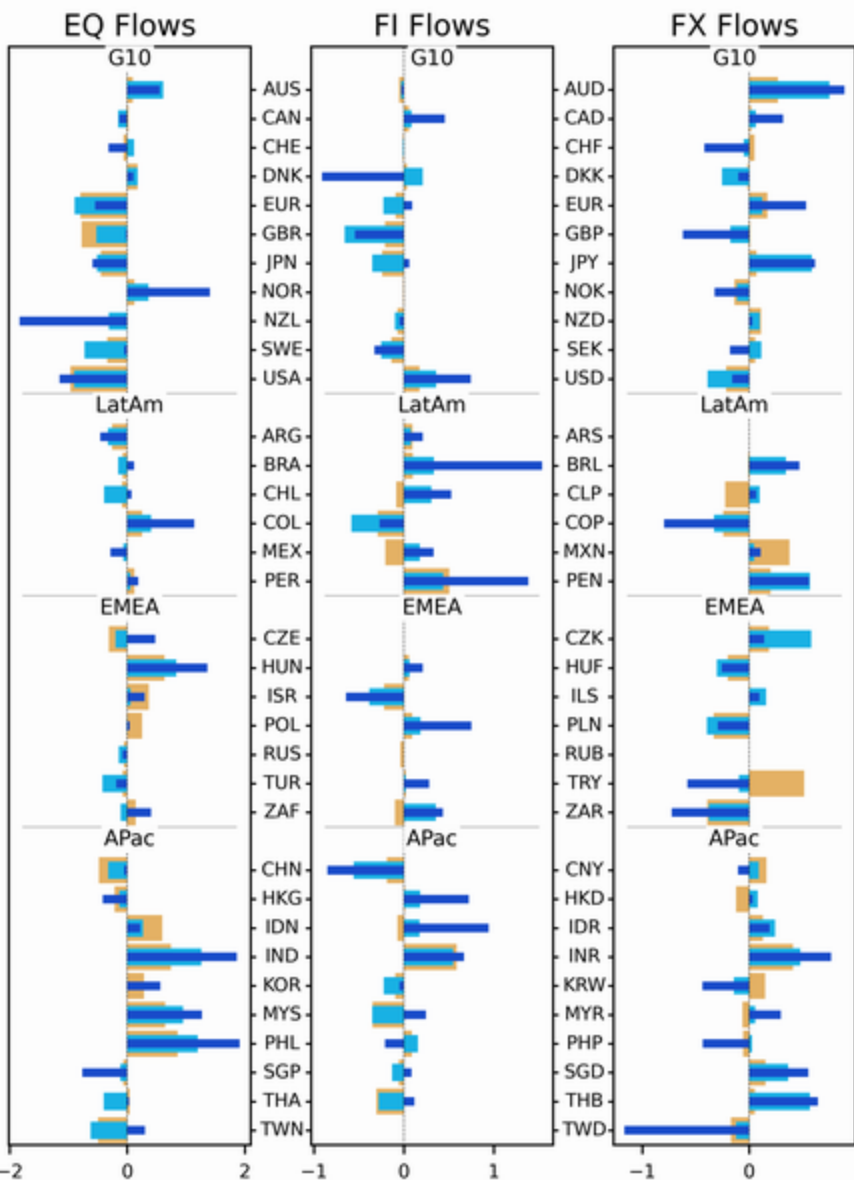 EQ Flows FI Flows FX Flows
G10 G10 G10
AUS AUD
CAN CAD
CHE CHF
DNK DKK
EUR EUR
GBR GBP
JPN JPY
NOR NOK
NZL NZD
SWE SEK
USA USD
LatAm LatAm LatAm
ARG ARS
BRA BRL
CHL CLP
COL COP
MEX MXN
PER PEN
EMEA EMEA EMEA
CZE CZK
HUN HUF
ISR ILS
POL PLN
RUS RUB
TUR TRY
ZAF ZAR
APac APac APac
CHN CNY
HKG HKD
IDN IDR
IND INR
KOR KRW
MYS MYR
PHL PHP
SGP SGD
THA THB
TWN TWD
−2 0 2 −1 0 1 −1 0